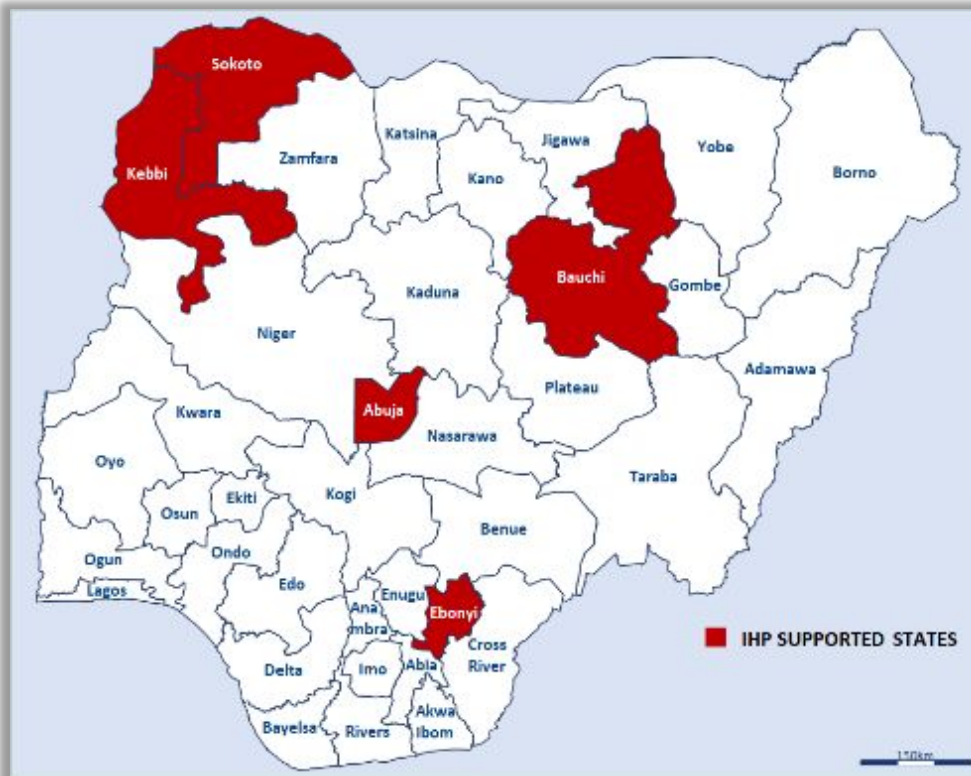 Sokoto
Kebbi
Zamfara
Katsina
Kano
Jigawa
Yobe
Borno
Bauchi
Gombe
Kaduna
Niger
Adamawa
Plateau
Abuja
Nasarawa
Kwara
Taraba
Oyo
Kogi
Osun
Ekiti
Benue
Ogun
Ondo
Lagos
Edo
Enugu
Ana
mbra
Ebonyi
IHP SUPPORTED STATES
Cross
River
Delta
Imo
Abia
Akwa
Ibom
Bayelsa
Rivers
150km